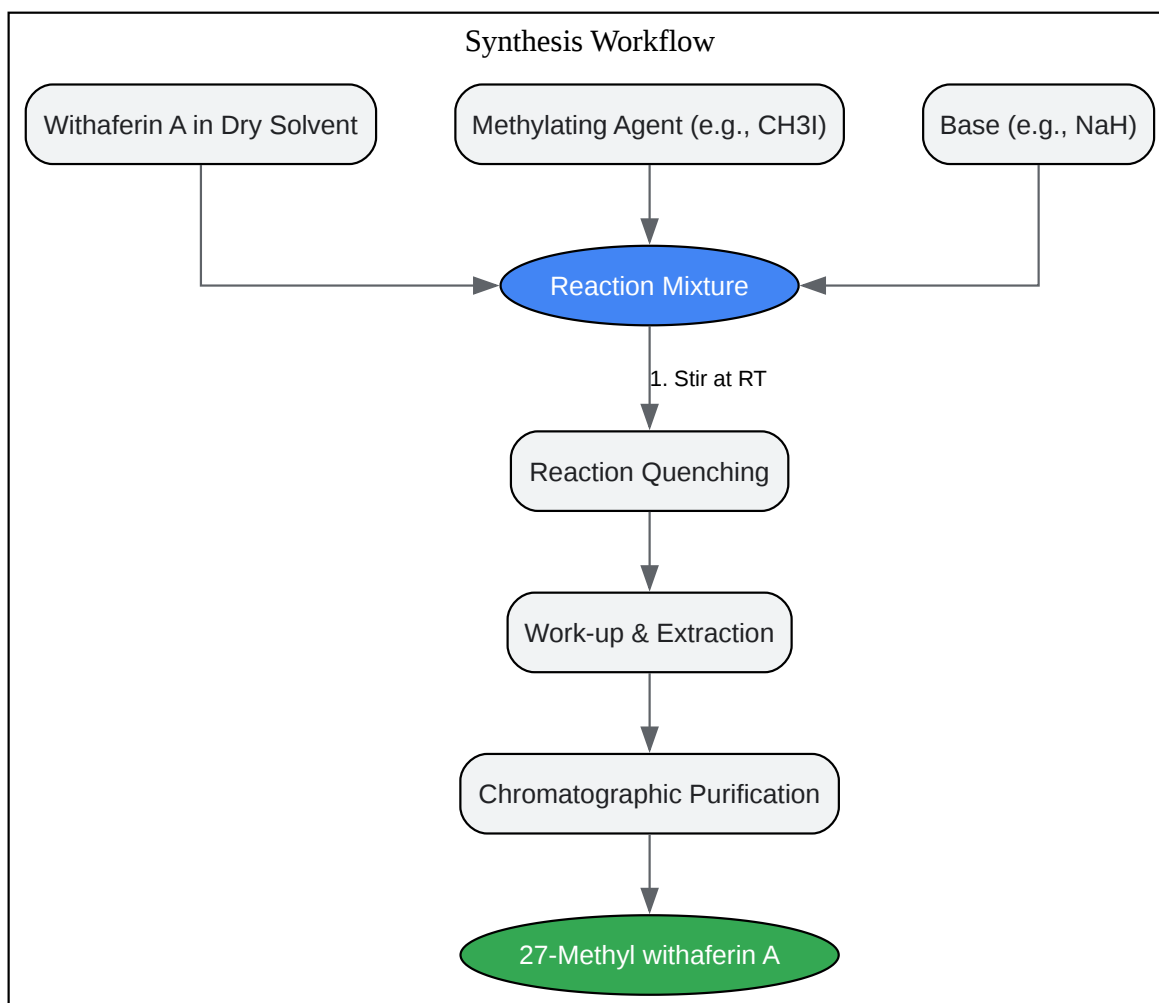 Synthesis Workflow
Withaferin A in Dry Solvent
Methylating Agent (e.g., CH3I)
Base (e.g., NaH)
Reaction Mixture
1. Stir at RT
Reaction Quenching
Work-up & Extraction
Chromatographic Purification
27-Methyl withaferin A